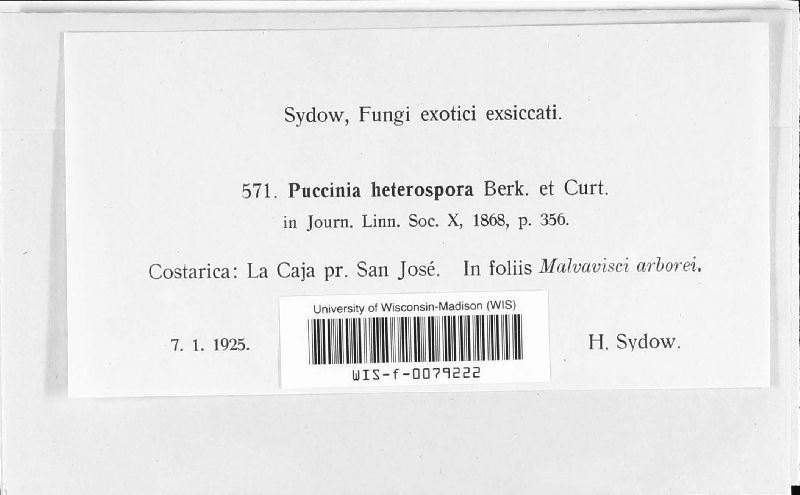 Sydow, Fungi exotici exsiccati.
571. Puccinia heterospora Berk. et Curt.
in Journ. Linn. Soc. X, 1868, p. 356.
Costarica: La Caja pr. San José. In foliis Malvavisci arborei.
7. 1. 1925.
H. Sydow.
University of Wisconsin-Madison (WIS)
WIS-f-0079222